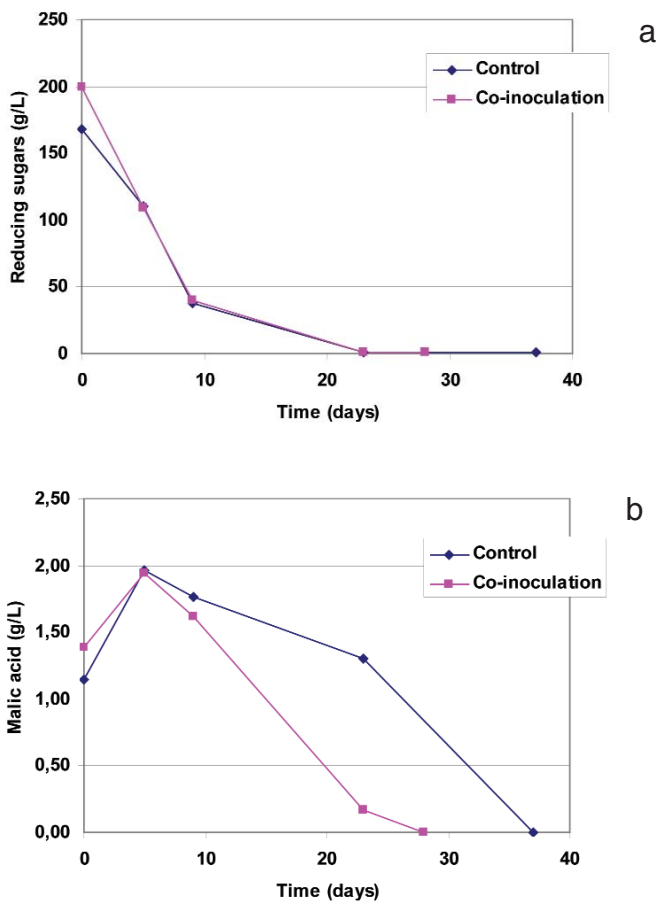 a
250
200
150
100
50
0
Reducing sugars (g/L)
Control
Co-inoculation
0 10 20 30 40
Time (days)
b
2,50
2,00
1,50
1,00
0,50
0,00
Malic acid (g/L)
Control
Co-inoculation
0 10 20 30 40
Time (days)